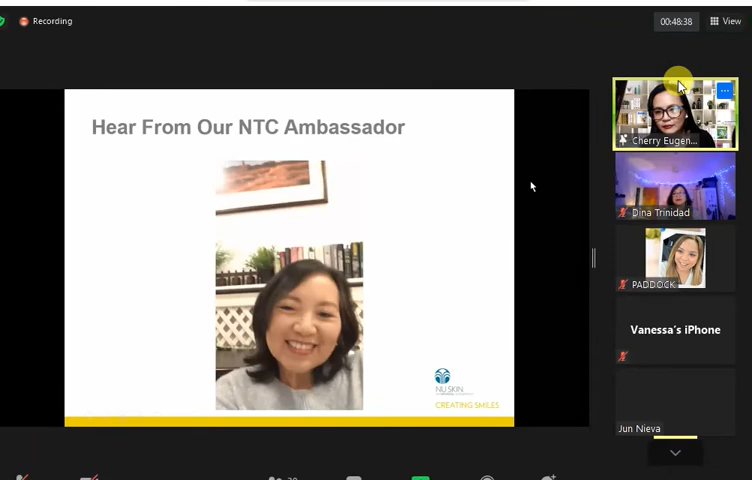 Recording
00:48:38
View
Hear From Our NTC Ambassador
Cherry Eugen...
Dina Trinidad
PADDOCK
Vanessa's iPhone
NU SKIN
CREATING SMILES
Jun Nieva